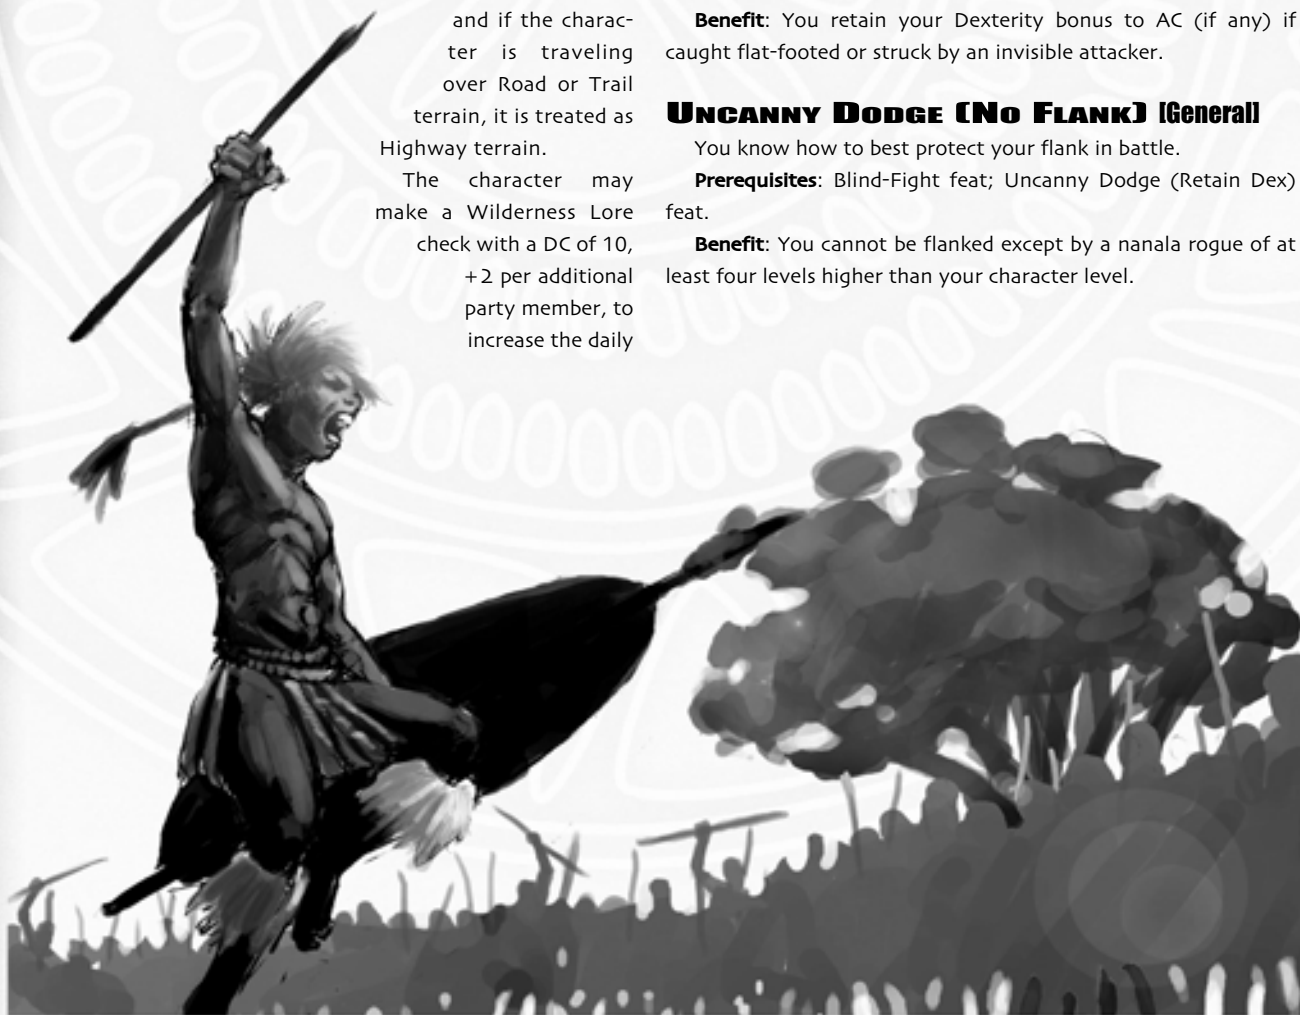 and if the charac-
ter is traveling
over Road or Trail
terrain, it is treated as
Highway terrain.
The character may
make a Wilderness Lore
check with a DC of 10,
+2 per additional
party member, to
increase the daily
Benefit: You retain your Dexterity bonus to AC (if any) if
caught flat-footed or struck by an invisible attacker.
Uncanny Dodge (No Flank) [General]
You know how to best protect your flank in battle.
Prerequisites: Blind-Fight feat; Uncanny Dodge (Retain Dex)
feat.
Benefit: You cannot be flanked except by a nanala rogue of at
least four levels higher than your character level.